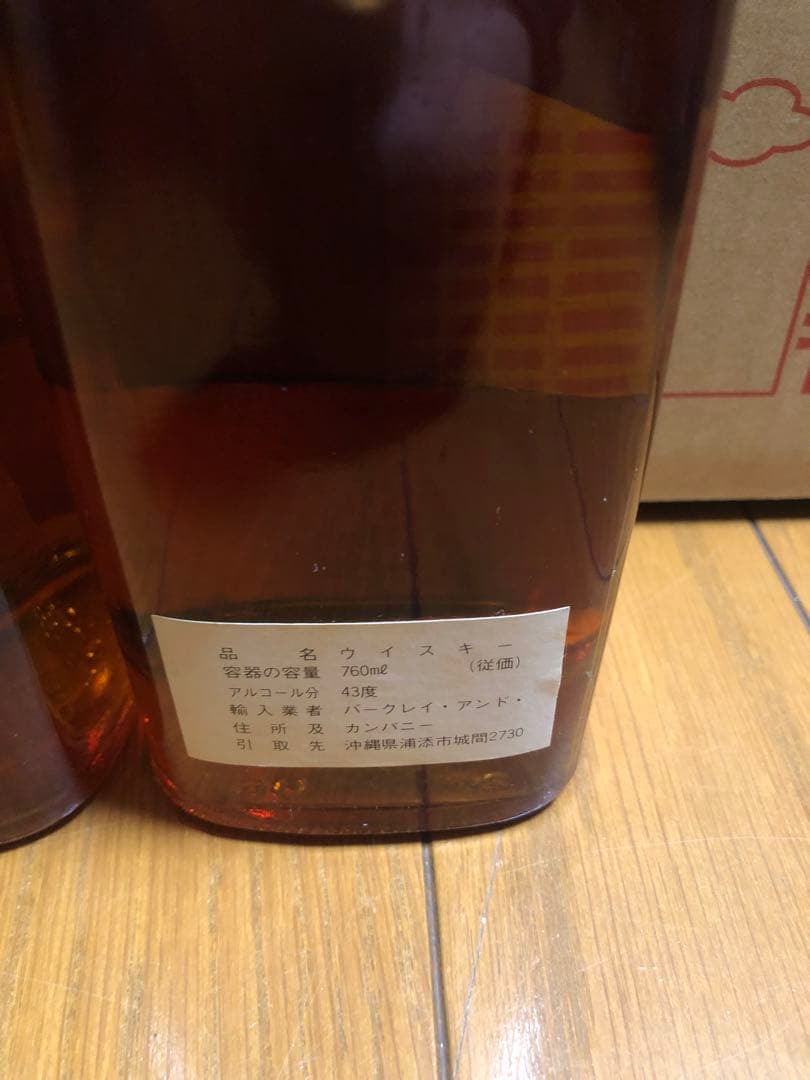 品名 ウイスキー
容器の容量 760mℓ (従価)
アルコール分 43度
輸入業者 バークレイ・アンド・
住所及 カンパニー
引取先 沖縄県浦添市城間2730